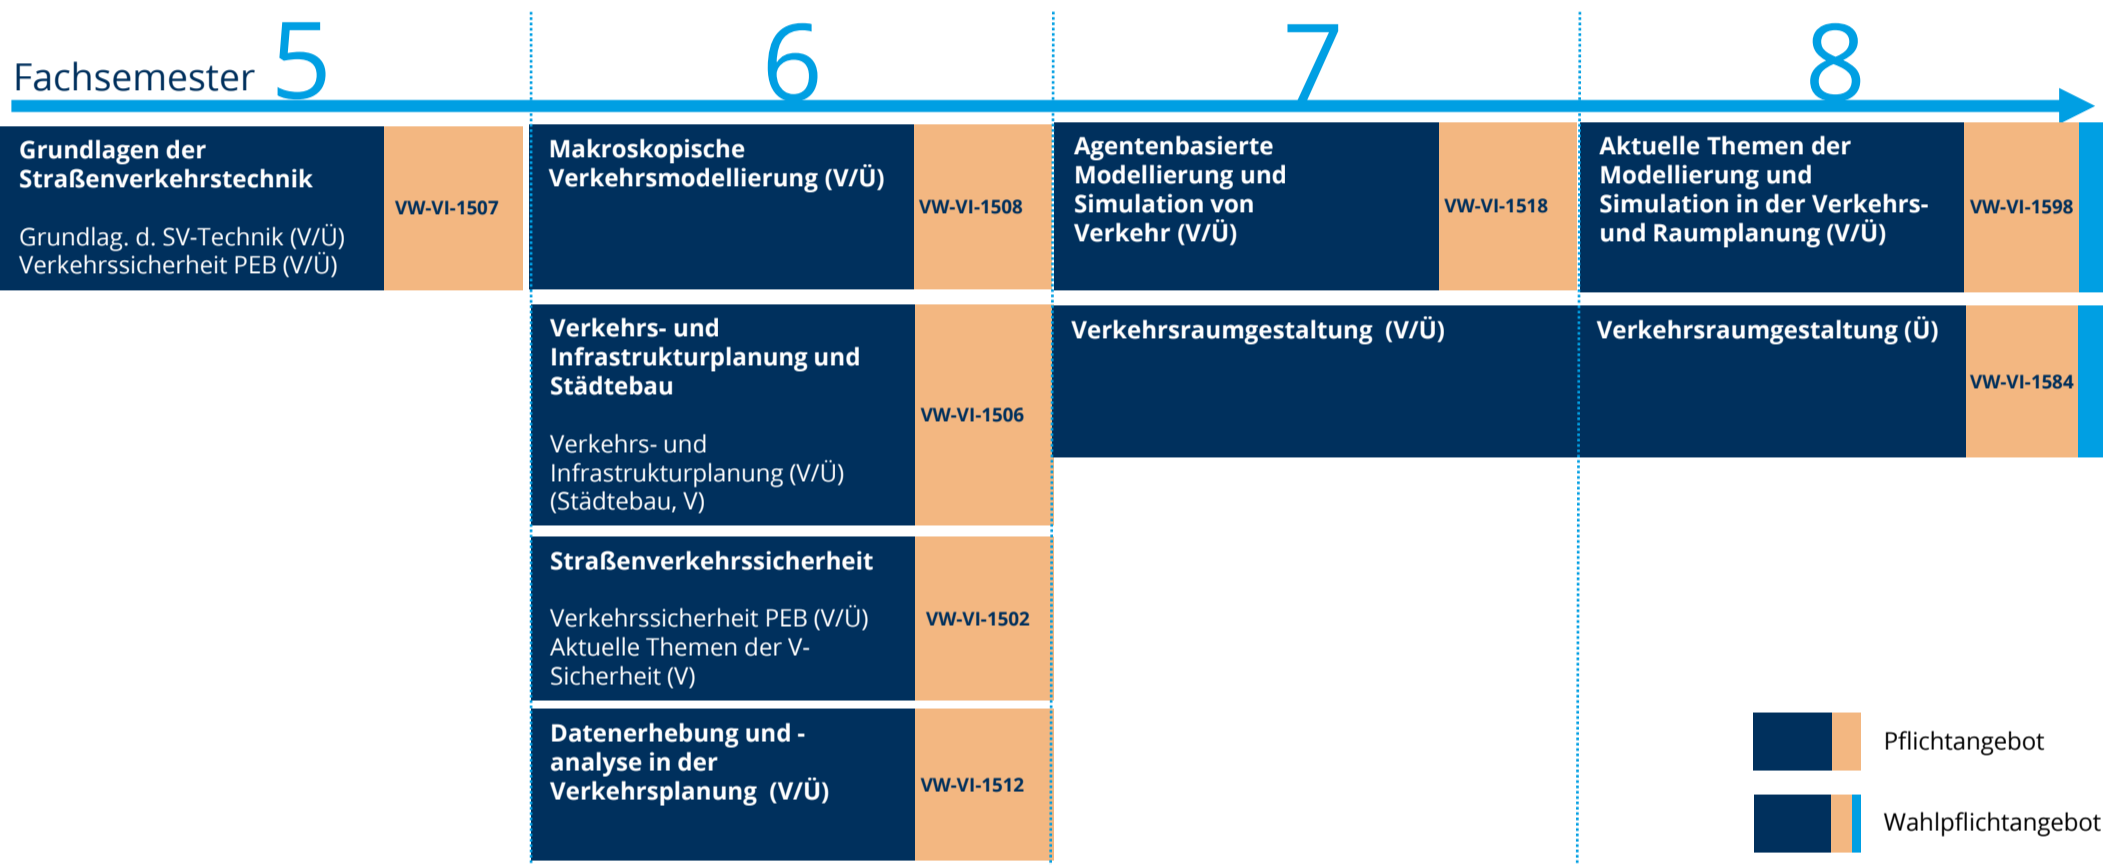 Fachsemester 5 6 7 8
Grundlagen der
Straßenverkehrstechnik
Grundlag. d. SV-Technik (V/Ü)
Verkehrssicherheit PEB (V/Ü)
VW-VI-1507
Makroskopische
Verkehrsmodellierung (V/Ü)
VW-VI-1508
Verkehrs- und
Infrastrukturplanung und
Städtebau
Verkehrs- und
Infrastrukturplanung (V/Ü)
(Städtebau, V)
VW-VI-1506
Straßenverkehrssicherheit
Verkehrssicherheit PEB (V/Ü)
Aktuelle Themen der V-
Sicherheit (V)
VW-VI-1502
Datenerhebung und -
analyse in der
Verkehrsplanung (V/Ü)
VW-VI-1512
Agentenbasierte
Modellierung und
Simulation von
Verkehr (V/Ü)
VW-VI-1518
Verkehrsraumgestaltung (V/Ü)
Aktuelle Themen der
Modellierung und
Simulation in der Verkehrs-
und Raumplanung (V/Ü)
VW-VI-1598
Verkehrsraumgestaltung (Ü)
VW-VI-1584
Pflichtangebot
Wahlpflichtangebot